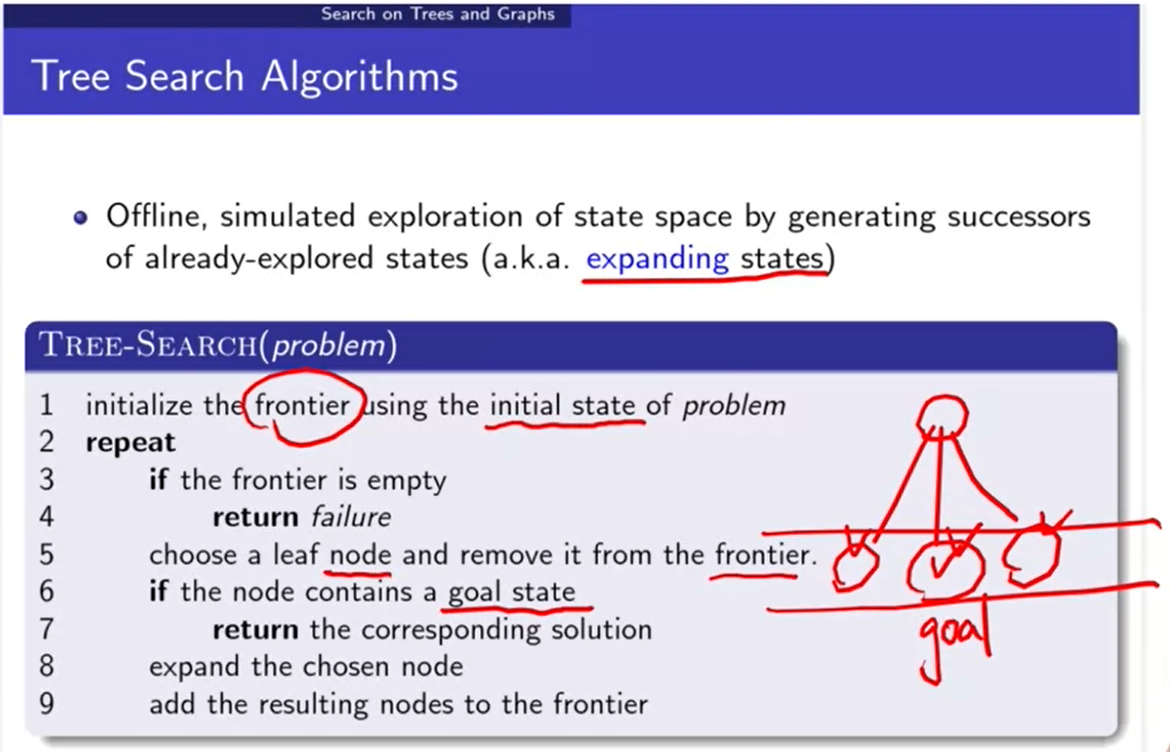 Search on Trees and Graphs
Tree Search Algorithms
Offline, simulated exploration of state space by generating successors
of already-explored states (a.k.a. expanding states)
TREE-SEARCH(problem)
1 initialize the frontier using the initial state of problem
2 repeat
3 if the frontier is empty
4 return failure
5 choose a leaf node and remove it from the frontier.
6 if the node contains a goal state
7 return the corresponding solution
8 expand the chosen node
9 add the resulting nodes to the frontier
goal